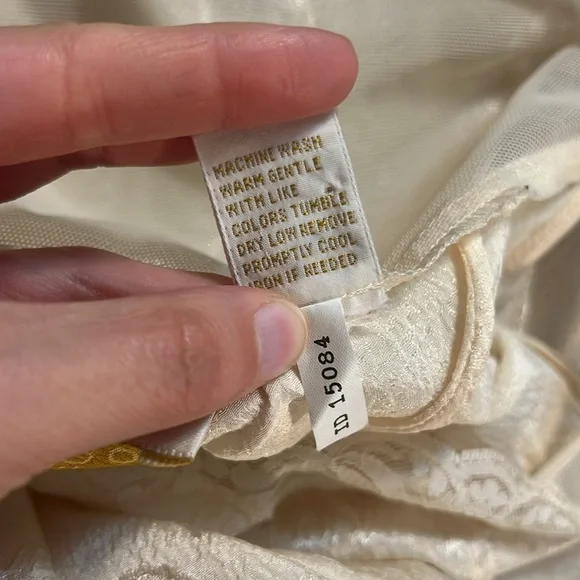 MACHINE WASH
WARM GENTLE
WITH LIKE
COLORS TUMBLE
DRY LOW REMOVE
PROMPTLY COOL
IRON IF NEEDED
ID 15084